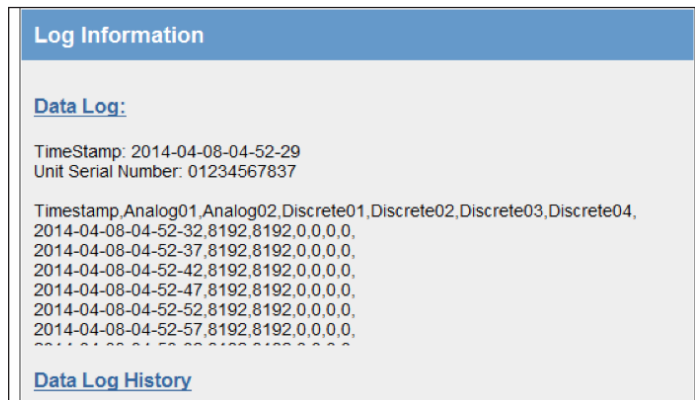 Log Information
Data Log:
TimeStamp: 2014-04-08-04-52-29
Unit Serial Number: 01234567837
Timestamp,Analog01,Analog02,Discrete01,Discrete02,Discrete03,Discrete04,
2014-04-08-04-52-32,8192,8192,0,0,0,0,
2014-04-08-04-52-37,8192,8192,0,0,0,0,
2014-04-08-04-52-42,8192,8192,0,0,0,0,
2014-04-08-04-52-47,8192,8192,0,0,0,0,
2014-04-08-04-52-52,8192,8192,0,0,0,0,
2014-04-08-04-52-57,8192,8192,0,0,0,0,
Data Log History